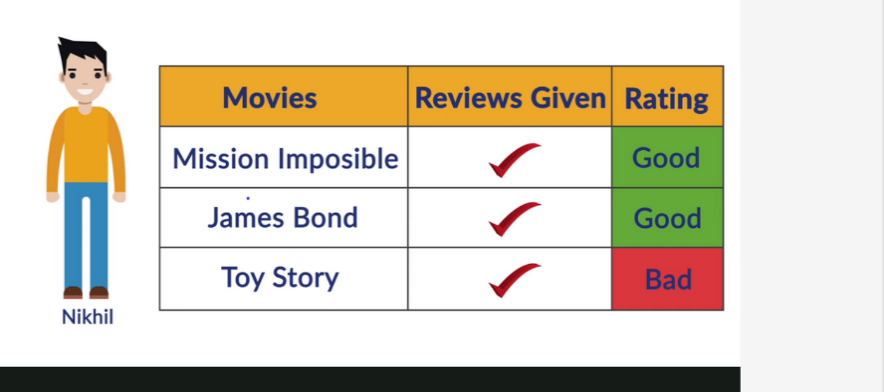 Movies Reviews Given Rating
Mission Imposible Good
James Bond Good
Toy Story Bad
Nikhil